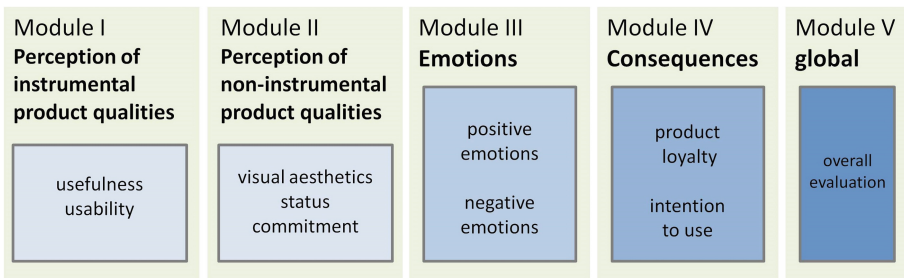 Module I
Perception of
instrumental
product qualities
usefulness
usability
Module II
Perception of
non-instrumental
product qualities
visual aesthetics
status
commitment
Module III
Emotions
positive
emotions
negative
emotions
Module IV
Consequences
product
loyalty
intention
to use
Module V
global
overall
evaluation